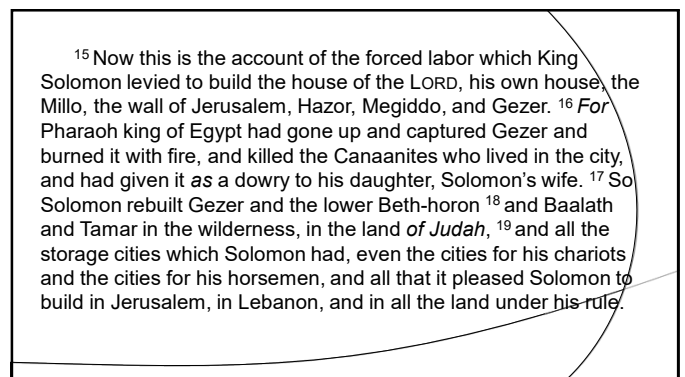 15 Now this is the account of the forced labor which King
Solomon levied to build the house of the LORD, his own house, the
Millo, the wall of Jerusalem, Hazor, Megiddo, and Gezer. 16 For
Pharaoh king of Egypt had gone up and captured Gezer and
burned it with fire, and killed the Canaanites who lived in the city,
and had given it as a dowry to his daughter, Solomon’s wife. 17 So
Solomon rebuilt Gezer and the lower Beth-horon 18 and Baalath
and Tamar in the wilderness, in the land of Judah, 19 and all the
storage cities which Solomon had, even the cities for his chariots
and the cities for his horsemen, and all that it pleased Solomon to
build in Jerusalem, in Lebanon, and in all the land under his rule.